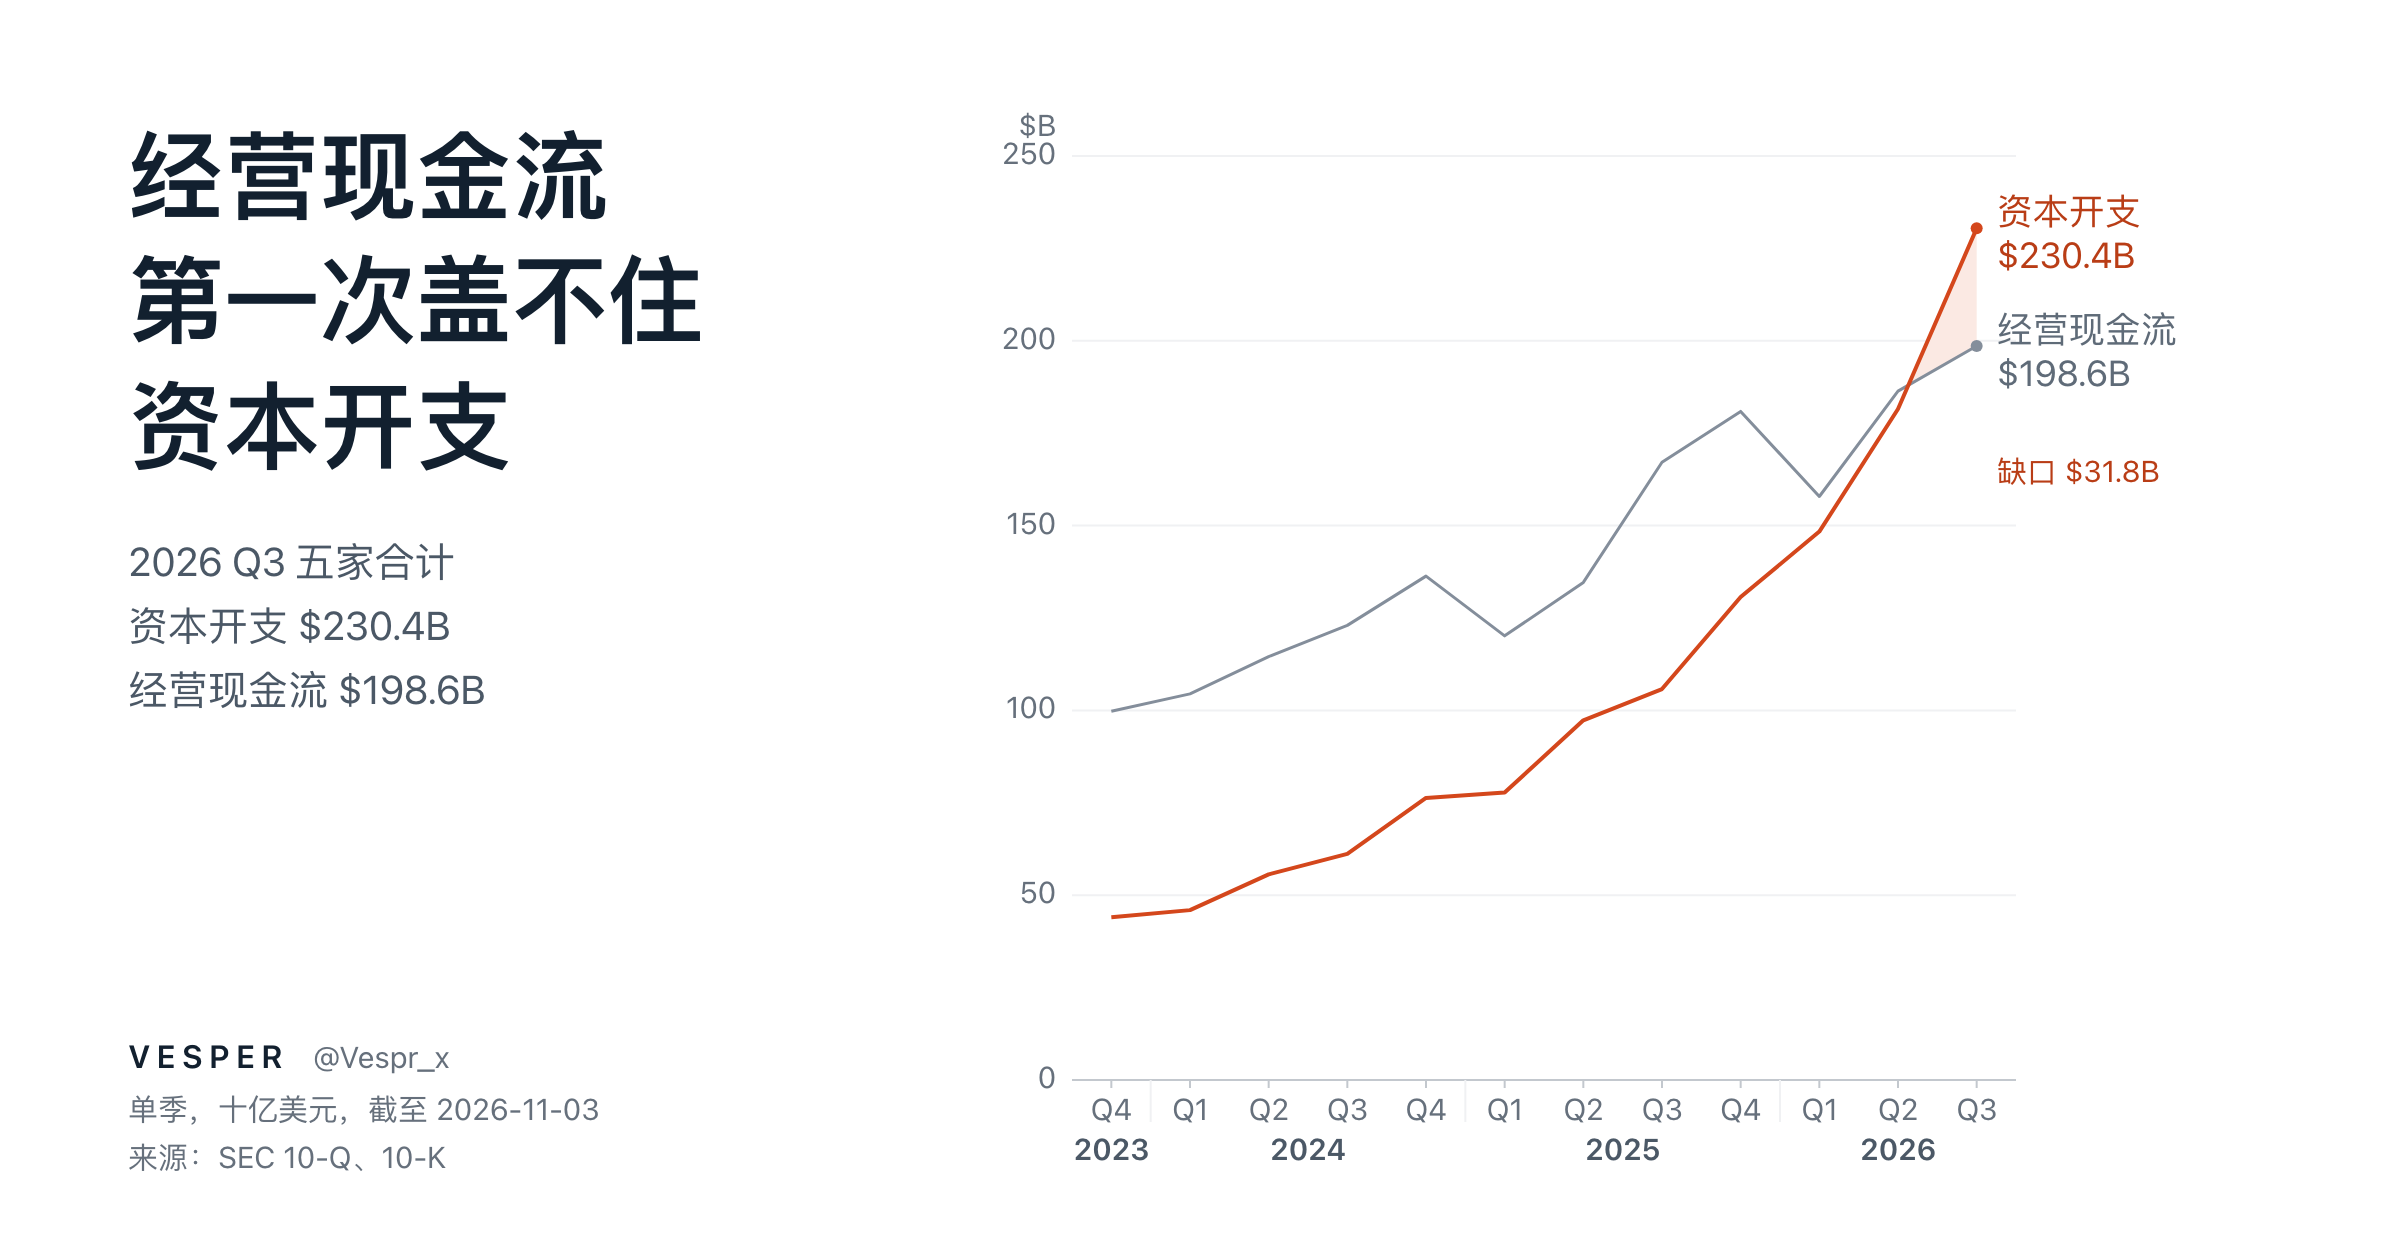 经营现金流
第一次盖不住
资本开支
2026 Q3 五家合计
资本开支 $230.4B
经营现金流 $198.6B
VESPER @Vespr_x
单季，十亿美元，截至 2026-11-03
来源：SEC 10-Q、10-K
$B
250
200
150
100
50
0
资本开支
$230.4B
经营现金流
$198.6B
缺口 $31.8B
Q4 Q1 Q2 Q3 Q4 Q1 Q2 Q3 Q4 Q1 Q2 Q3
2023 2024 2025 2026